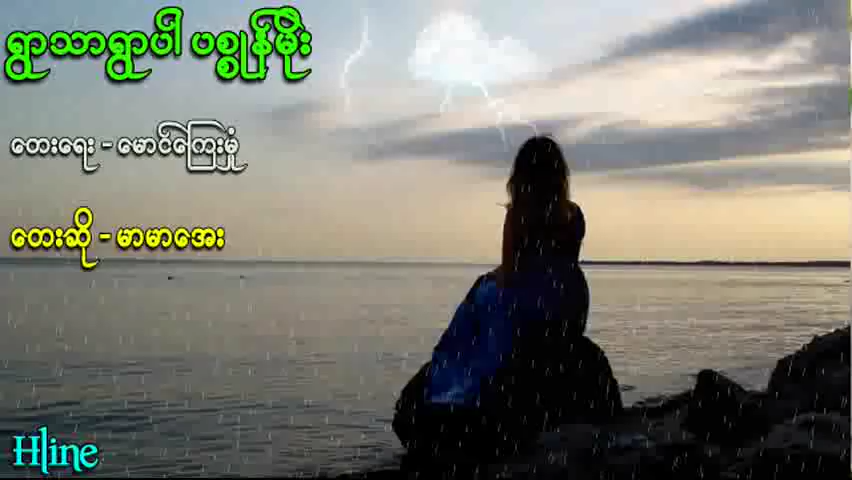 ရွာသာရွာပါ ပစ္စုန်မိုး
တေးရေး - မောင်ကြေးမှုံ
တေးဆို - မာမာအေး
Hline